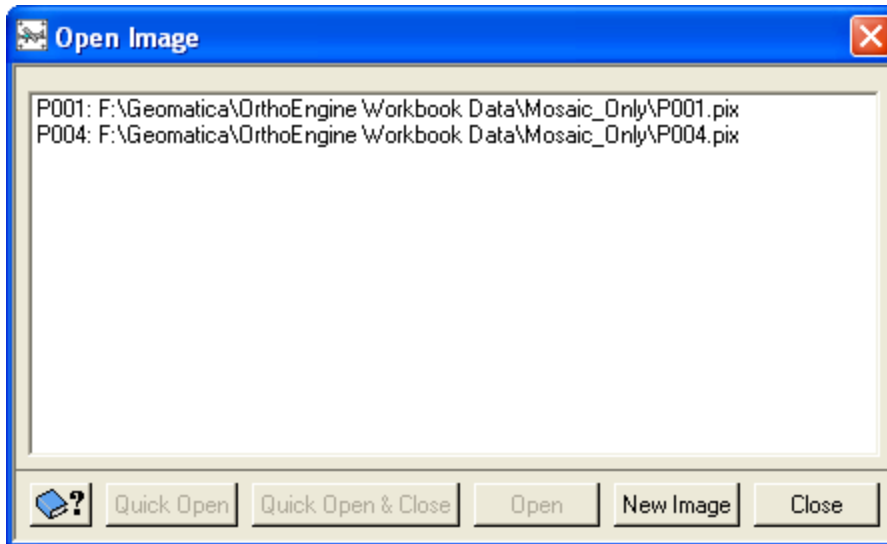 Open Image
P001: F:\Geomatica\OrthoEngine Workbook Data\Mosaic_Only\P001.pix
P004: F:\Geomatica\OrthoEngine Workbook Data\Mosaic_Only\P004.pix
? Quick Open Quick Open & Close Open New Image Close